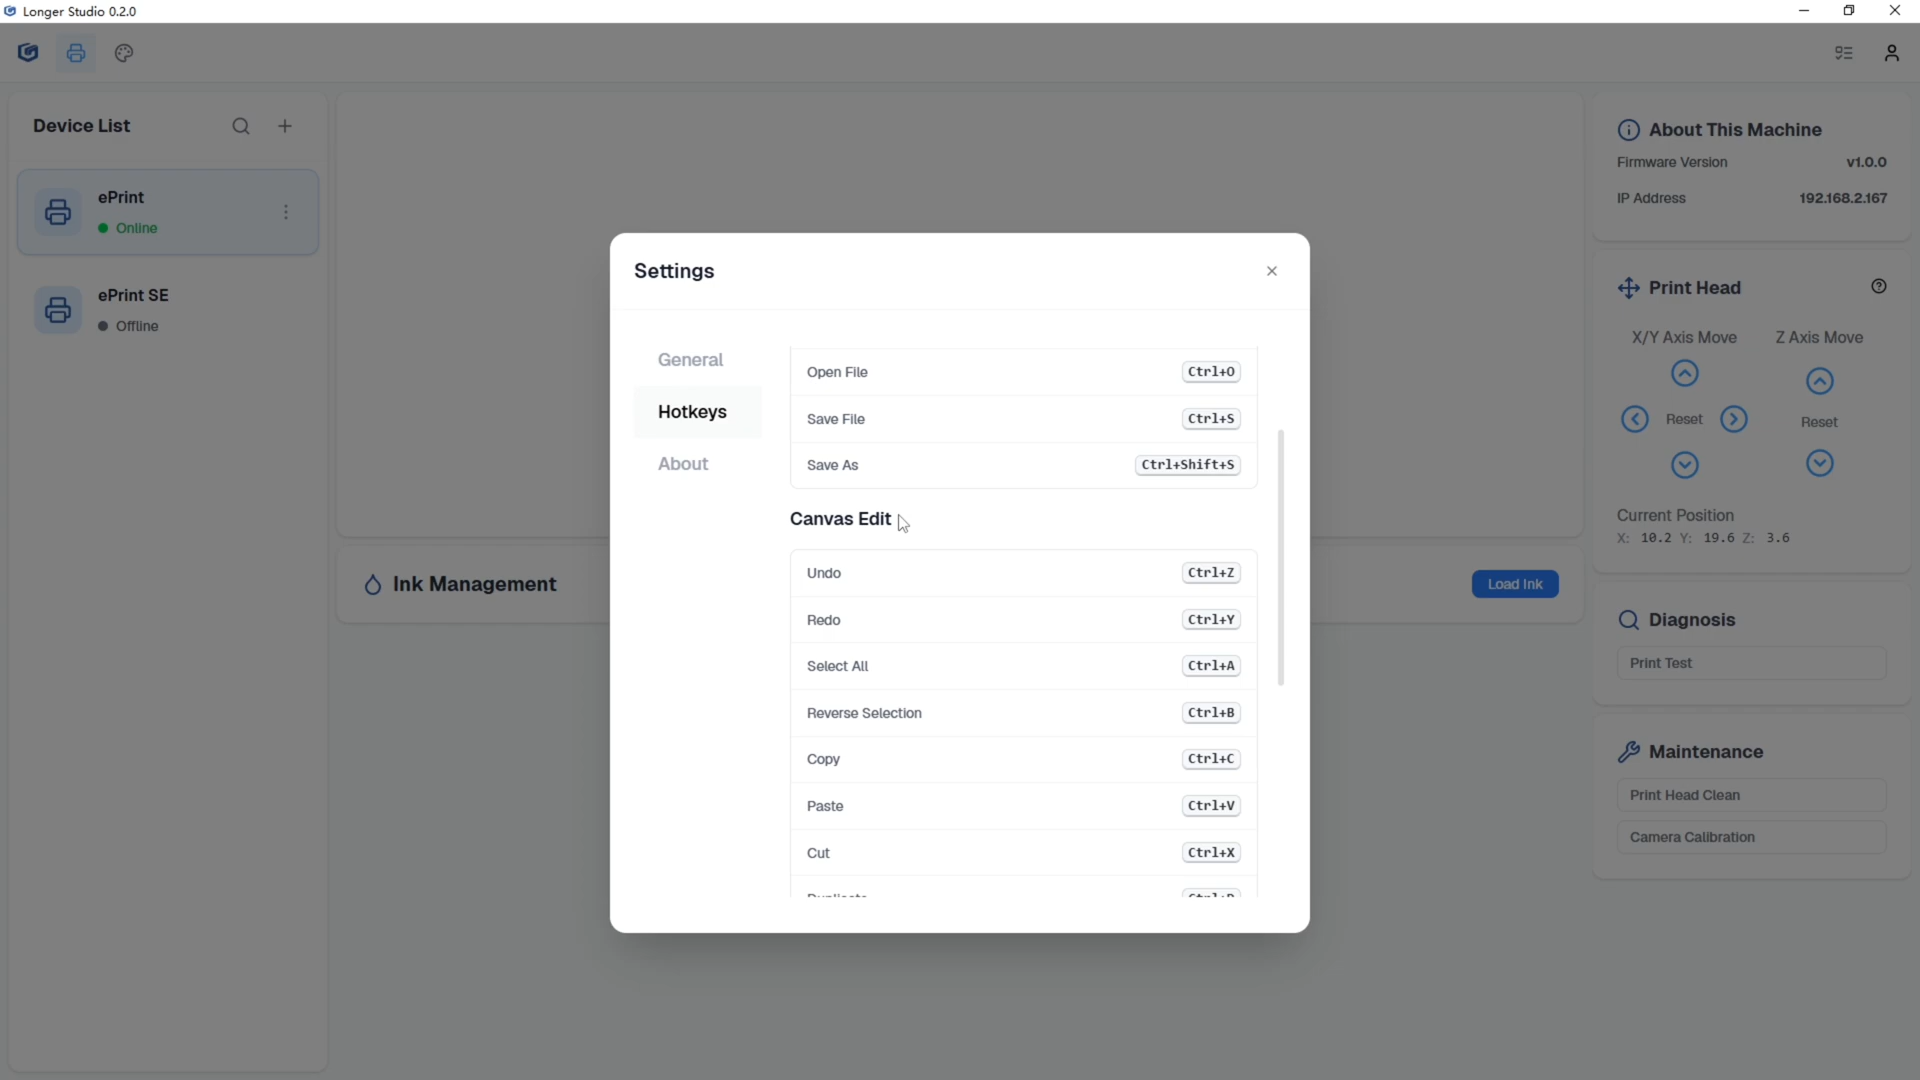 Longer Studio 0.2.0
Device List
ePrint
Online
ePrint SE
Offline
Ink Management
Load Ink
Settings
General
Hotkeys
About
Open File Ctrl+O
Save File Ctrl+S
Save As Ctrl+Shift+S
Canvas Edit
Undo Ctrl+Z
Redo Ctrl+Y
Select All Ctrl+A
Reverse Selection Ctrl+B
Copy Ctrl+C
Paste Ctrl+V
Cut Ctrl+X
About This Machine
Firmware Version v1.0.0
IP Address 192.168.2.167
Print Head
X/Y Axis Move Z Axis Move
Reset Reset
Current Position
X: 10.2 Y: 19.6 Z: 3.6
Diagnosis
Print Test
Maintenance
Print Head Clean
Camera Calibration